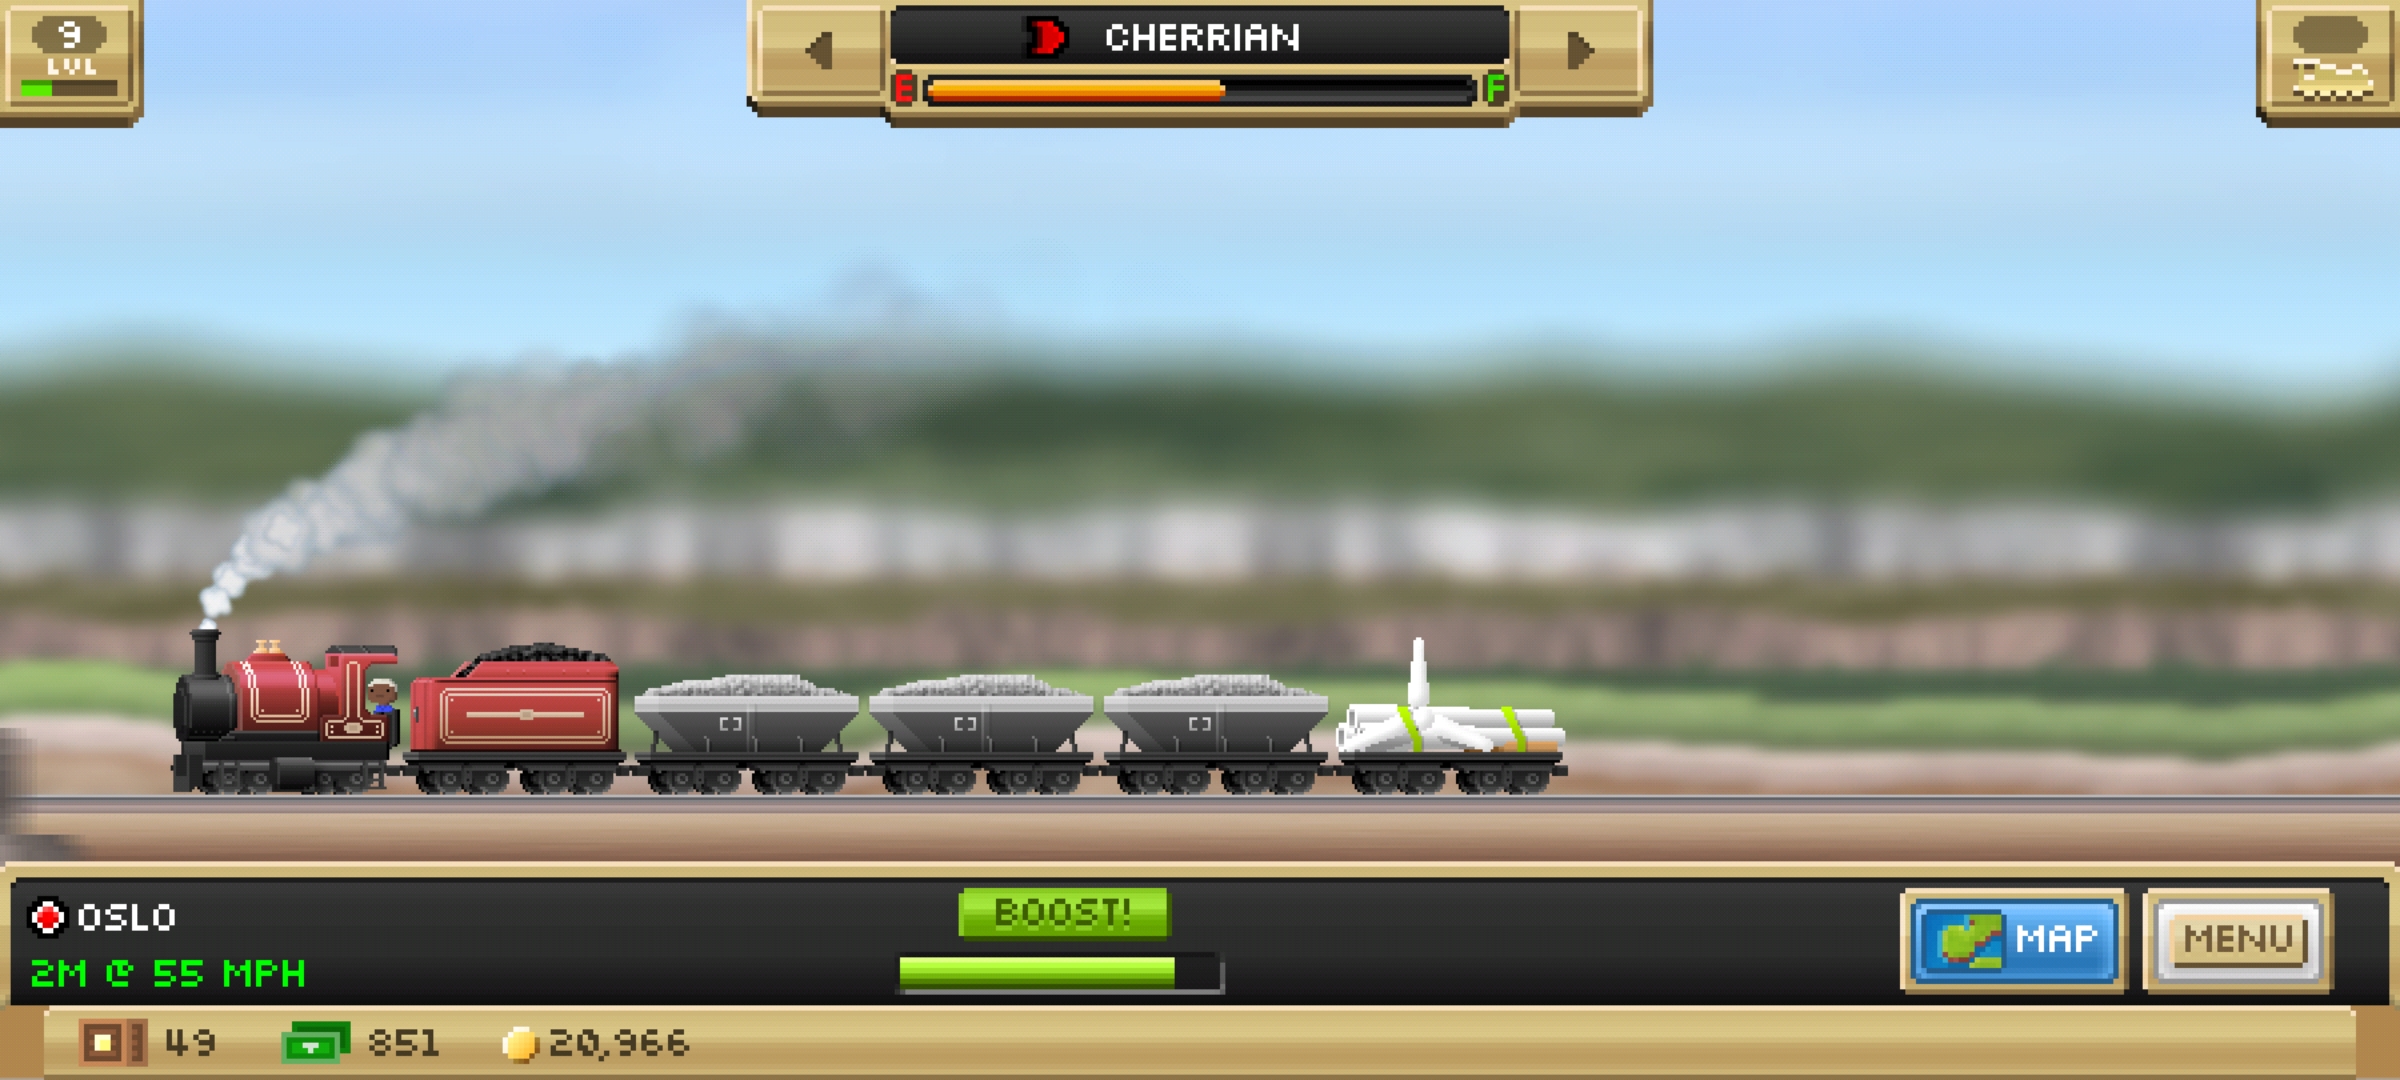 9
LVL
CHERRIAN
E F
OSLO
2M @ 55 MPH
BOOST!
MAP
MENU
49
851
20,966